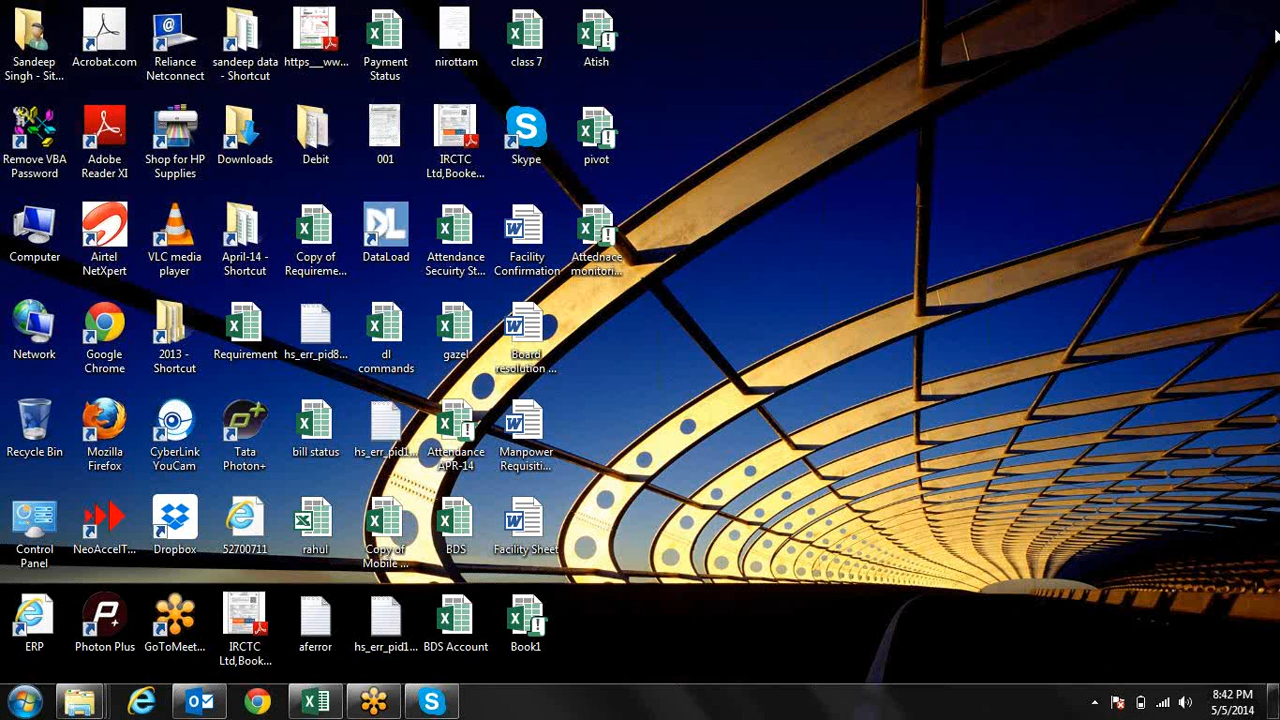 Sandeep
Singh - Sit...
Acrobat.com
Reliance
Netconnect
sandeep data
- Shortcut
https___ww...
Payment
Status
nirottam
class 7
Atish
Remove VBA
Password
Adobe
Reader XI
Shop for HP
Supplies
Downloads
Debit
001
IRCTC
Ltd,Booke...
Skype
pivot
Computer
Airtel
NetXpert
VLC media
player
April-14 -
Shortcut
Copy of
Requireme...
DataLoad
Attendance
Secuirty St...
Facility
Confirmation
Attednace
monitori...
Network
Google
Chrome
2013 -
Shortcut
Requirement
hs_err_pid8...
dl
commands
gazel
Board
resolution ...
Recycle Bin
Mozilla
Firefox
CyberLink
YouCam
Tata
Photon+
bill status
hs_err_pid1...
Attendance
APR-14
Manpower
Requisiti...
Control
Panel
NeoAccelT...
Dropbox
52700711
rahul
Copy of
Mobile ...
BDS
Facility Sheet
ERP
Photon Plus
GoToMeet...
IRCTC
Ltd,Book...
aferror
hs_err_pid1...
BDS Account
Book1
8:42 PM
5/5/2014